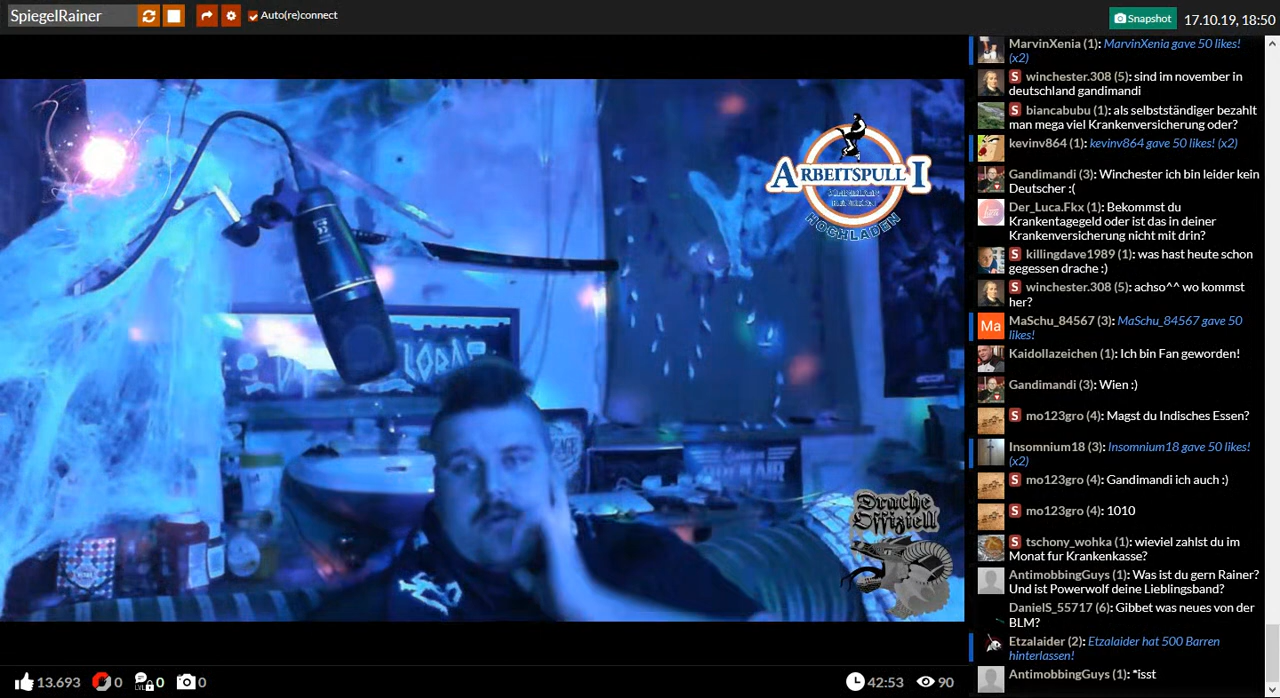 SpiegelRainer
Auto(re)connect
Snapshot
17.10.19, 18:50
ARBEITSPULLI
HOCHLADEN
LORD
Drache
Offiziell
MarvinXenia (1): MarvinXenia gave 50 likes!
(x2)
S winchester.308 (5): sind im november in
deutschland gandimandi
S biancabubu (1): als selbstständiger bezahlt
man mega viel Krankenversicherung oder?
kevinv864 (1): kevinv864 gave 50 likes! (x2)
Gandimandi (3): Winchester ich bin leider kein
Deutscher :(
Der_Luca.Fkx (1): Bekommst du
Krankentagegeld oder ist das in deiner
Krankenversicherung nicht mit drin?
S killingdave1989 (1): was hast heute schon
gegessen drache :)
S winchester.308 (5): achso^^ wo kommst
her?
Ma
MaSchu_84567 (3): MaSchu_84567 gave 50
likes!
Kaidollazeichen (1): Ich bin Fan geworden!
Gandimandi (3): Wien :)
S mo123gro (4): Magst du Indisches Essen?
Insomnium18 (3): Insomnium18 gave 50 likes!
(x2)
S mo123gro (4): Gandimandi ich auch :)
S mo123gro (4): 1010
S tschony_wohka (1): wieviel zahlst du im
Monat fur Krankenkasse?
AntimobbingGuys (1): Was ist du gern Rainer?
Und ist Powerwolf deine Lieblingsband?
DanielS_55717 (6): Gibbet was neues von der
BLM?
Etzalaider (2): Etzalaider hat 500 Barren
hinterlassen!
AntimobbingGuys (1): *isst
13.693
0
LVL 0
0
42:53
90